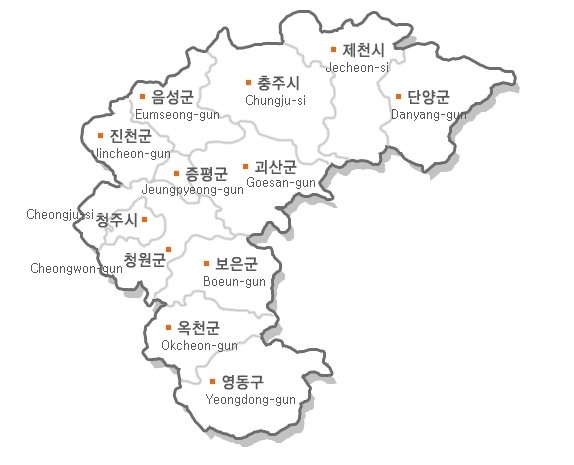 제천시
Jecheon-si
충주시
Chungju-si
단양군
Danyang-gun
음성군
Eumseong-gun
진천군
Jincheon-gun
증평군
Jeungpyeong-gun
괴산군
Goesan-gun
Cheongju-si
청주시
청원군
Cheongwon-gun
보은군
Boeun-gun
옥천군
Okcheon-gun
영동구
Yeongdong-gun